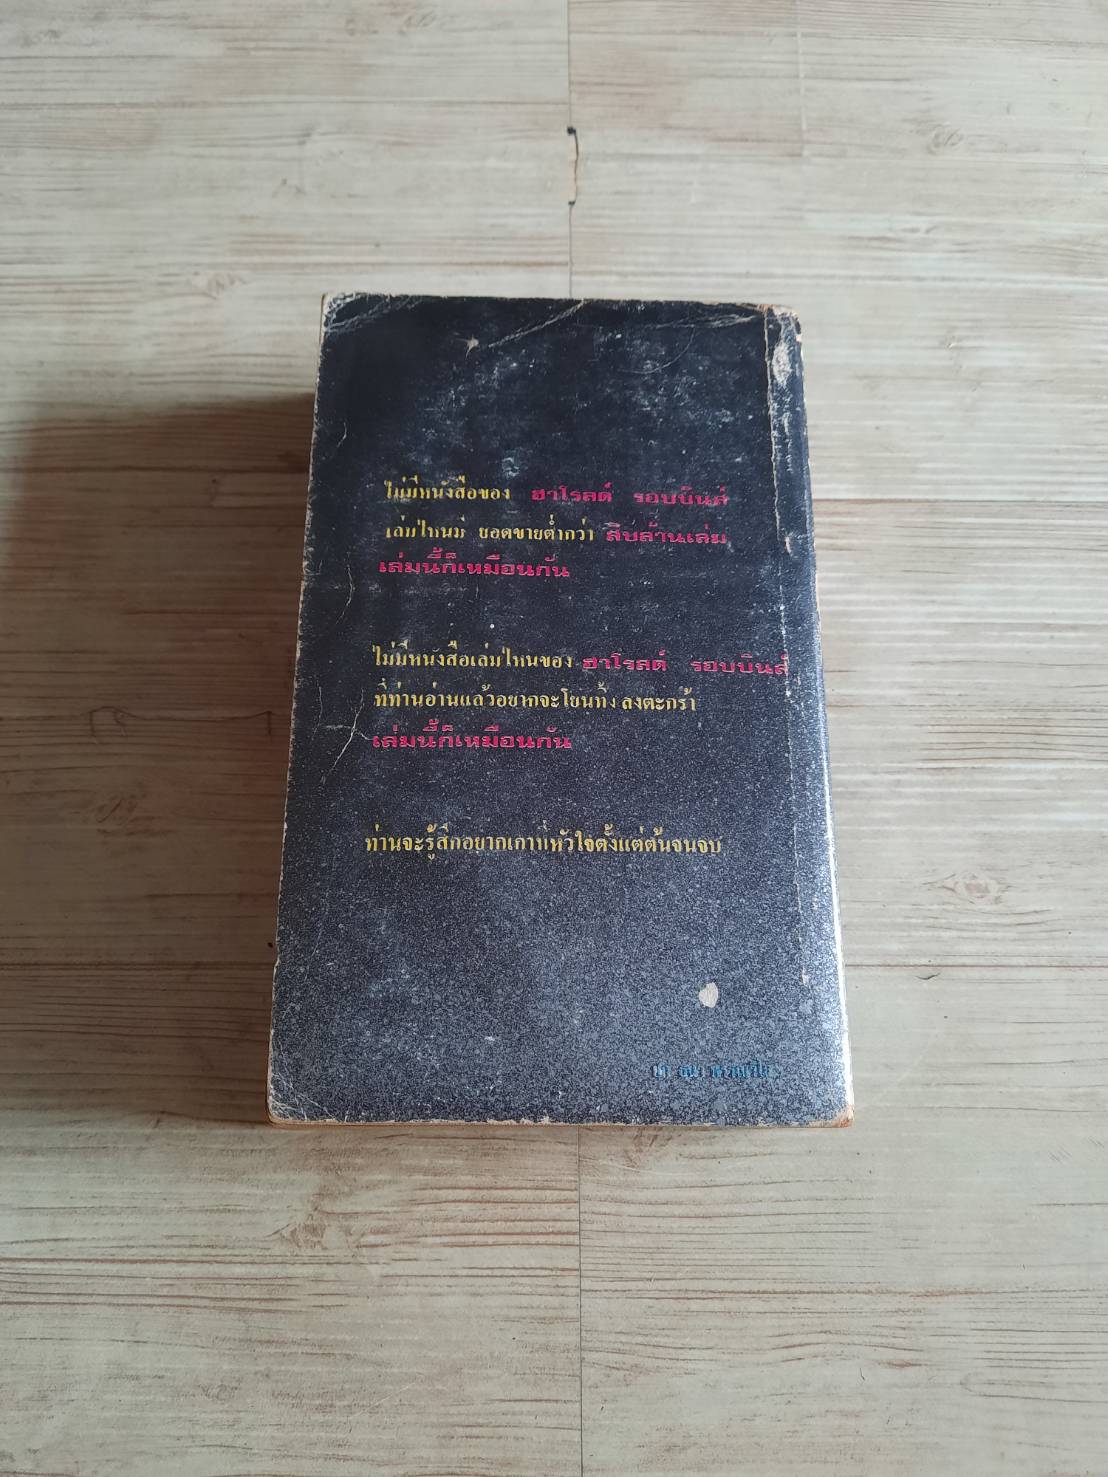 ไม่มีหนังสือของ ฮาโรลด์ รอบบินส์
เล่มไหนมี ยอดขายต่ำกว่า สิบล้านเล่ม
เล่มนี้ก็เหมือนกัน
ไม่มีหนังสือเล่มไหนของ ฮาโรลด์ รอบบินส์
ที่ท่านอ่านแล้วอยากจะโยนทิ้ง ลงตะกร้า
เล่มนี้ก็เหมือนกัน
ท่านจะรู้สึกอยากเกาที่หัวใจตั้งแต่ต้นจนจบ